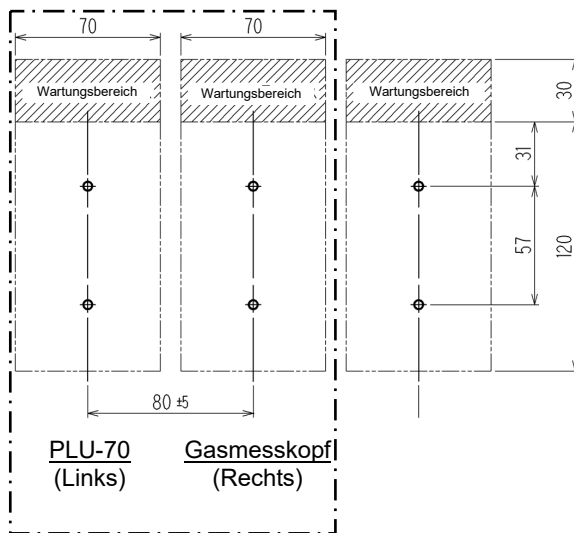 70
70
Wartungsbereich
Wartungsbereich
Wartungsbereich
30
31
57
120
80 ±5
PLU-70
(Links)
Gasmesskopf
(Rechts)